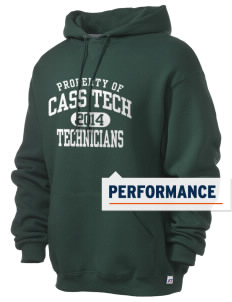 PROPERTY OF
CASS TECH
2014
TECHNICIANS
PERFORMANCE